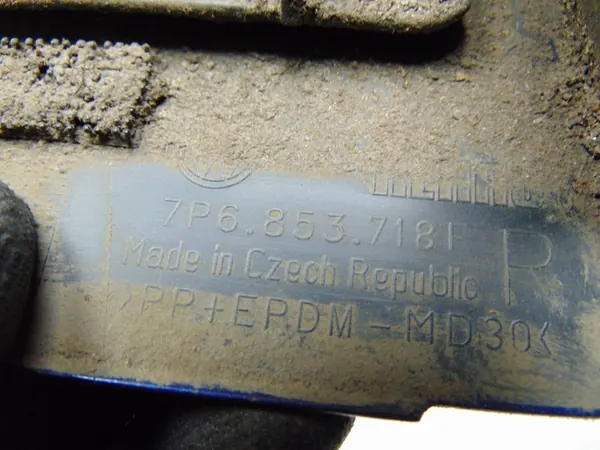 7P6.853.718F
Made in Czech Republic R
>PP+EPDM-MD30<